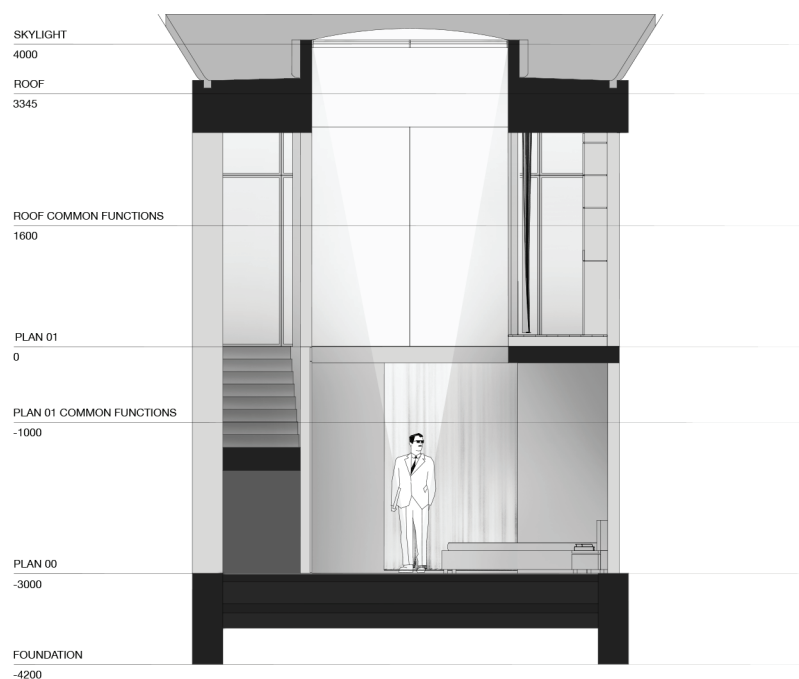 SKYLIGHT
4000
ROOF
3345
ROOF COMMON FUNCTIONS
1600
PLAN 01
0
PLAN 01 COMMON FUNCTIONS
-1000
PLAN 00
-3000
FOUNDATION
-4200